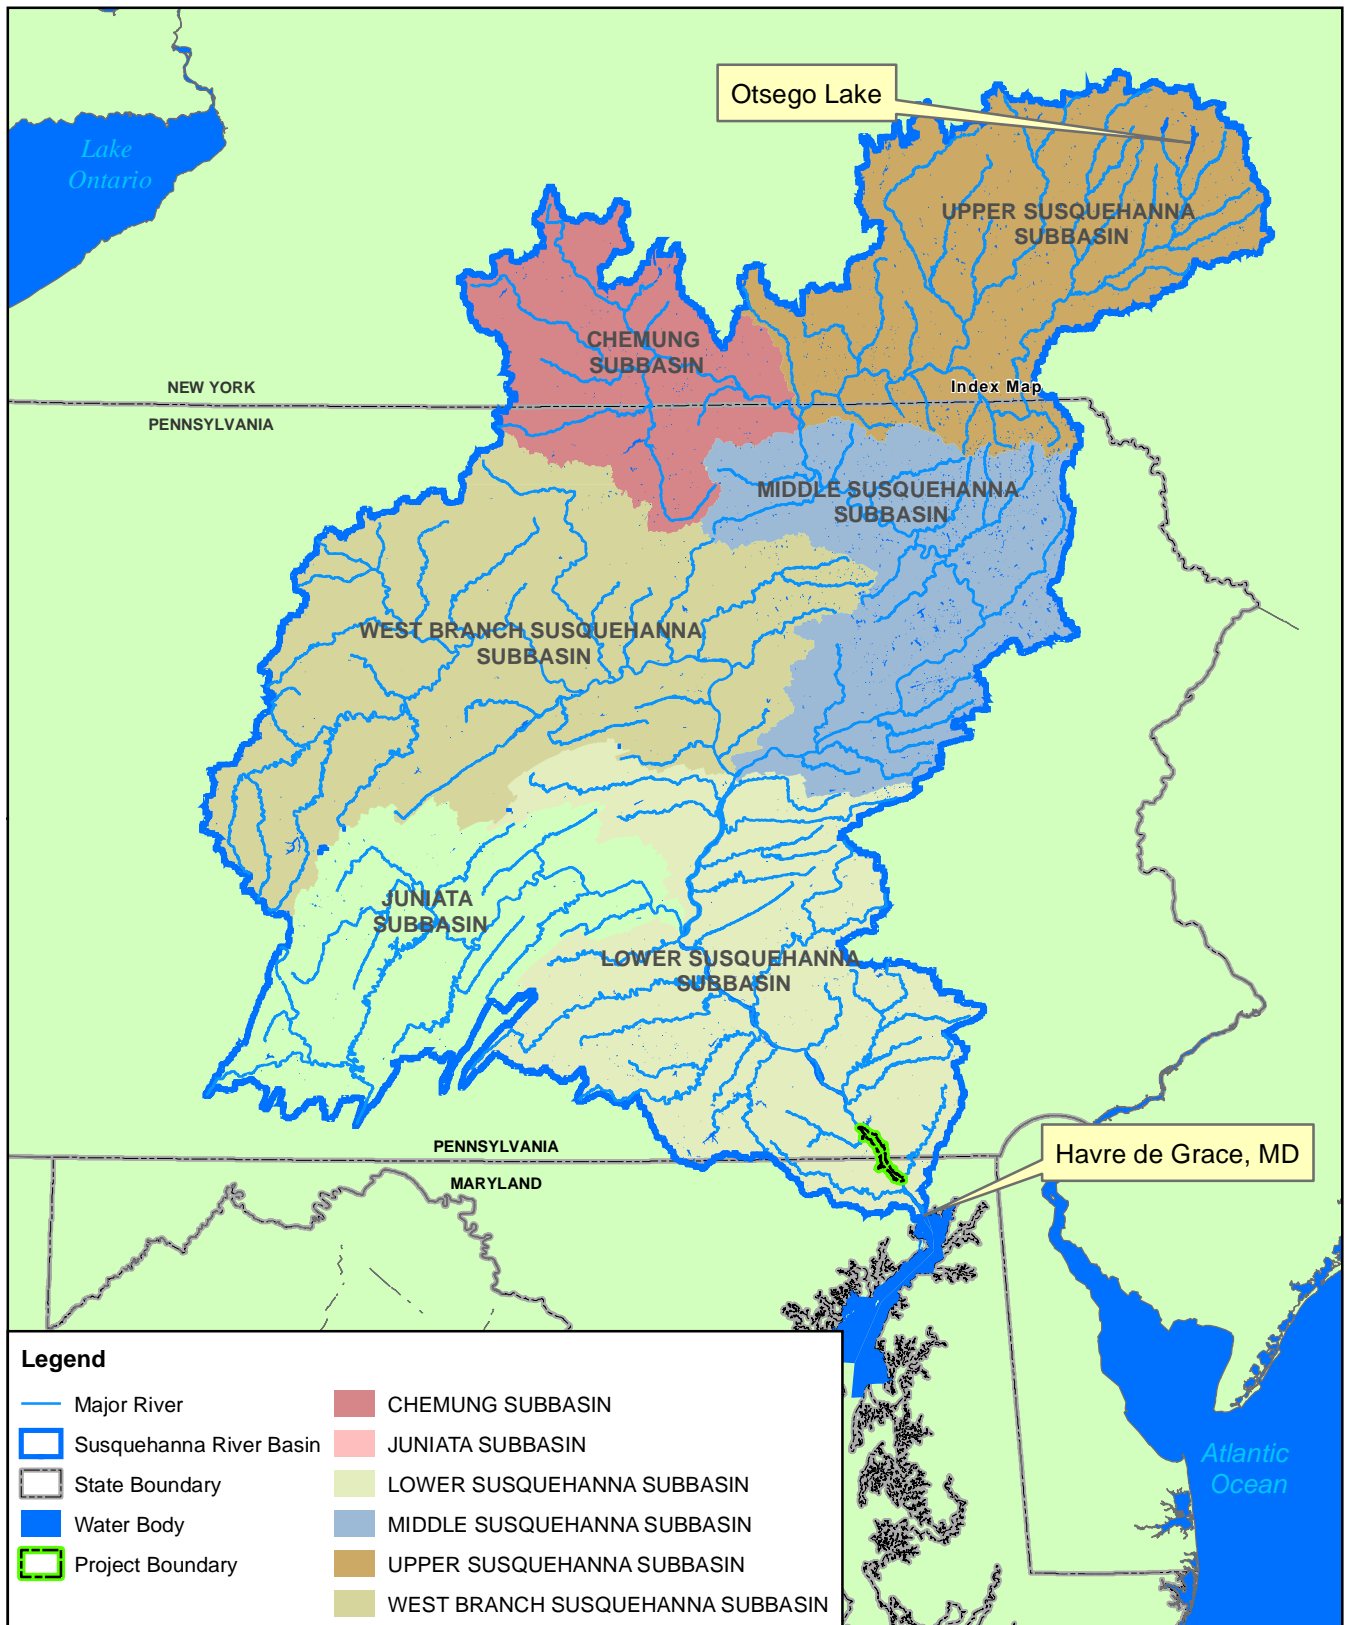 Otsego Lake
Lake
Ontario
UPPER SUSQUEHANNA
SUBBASIN
CHEMUNG
SUBBASIN
NEW YORK
Index Map
PENNSYLVANIA
MIDDLE SUSQUEHANNA
SUBBASIN
WEST BRANCH SUSQUEHANNA
SUBBASIN
JUNIATA
SUBBASIN
LOWER SUSQUEHANNA
SUBBASIN
PENNSYLVANIA
MARYLAND
Havre de Grace, MD
Atlantic
Ocean
Legend
Major River
Susquehanna River Basin
State Boundary
Water Body
Project Boundary
CHEMUNG SUBBASIN
JUNIATA SUBBASIN
LOWER SUSQUEHANNA SUBBASIN
MIDDLE SUSQUEHANNA SUBBASIN
UPPER SUSQUEHANNA SUBBASIN
WEST BRANCH SUSQUEHANNA SUBBASIN